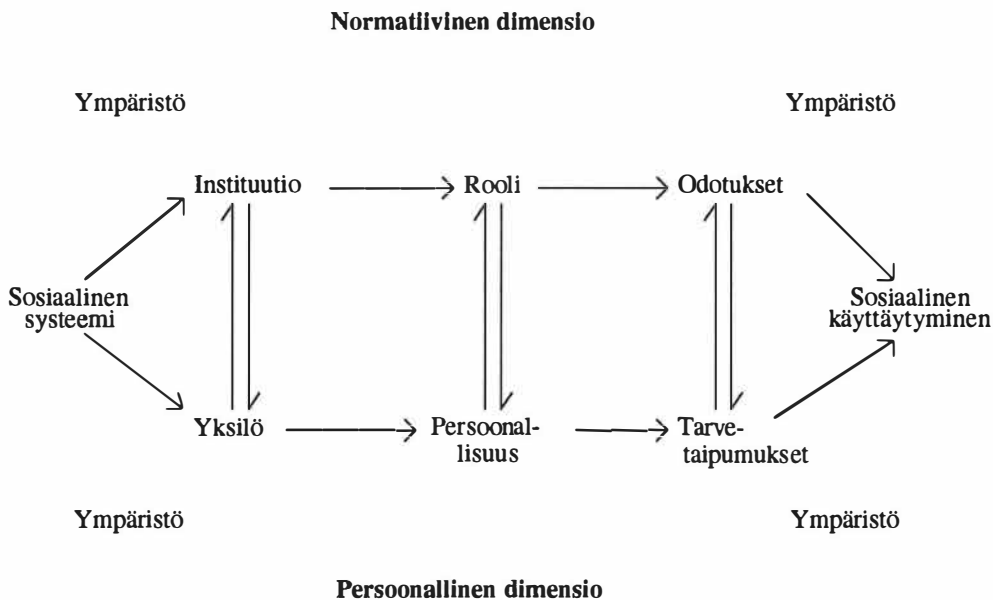 Normatiivinen dimensio
Ympäristö
Ympäristö
Instituutio
Rooli
Odotukset
Sosiaalinen
systeemi
Sosiaalinen
käyttäytyminen
Yksilö
Persoonal-
lisuus
Tarve-
taipumukset
Ympäristö
Ympäristö
Persoonallinen dimensio